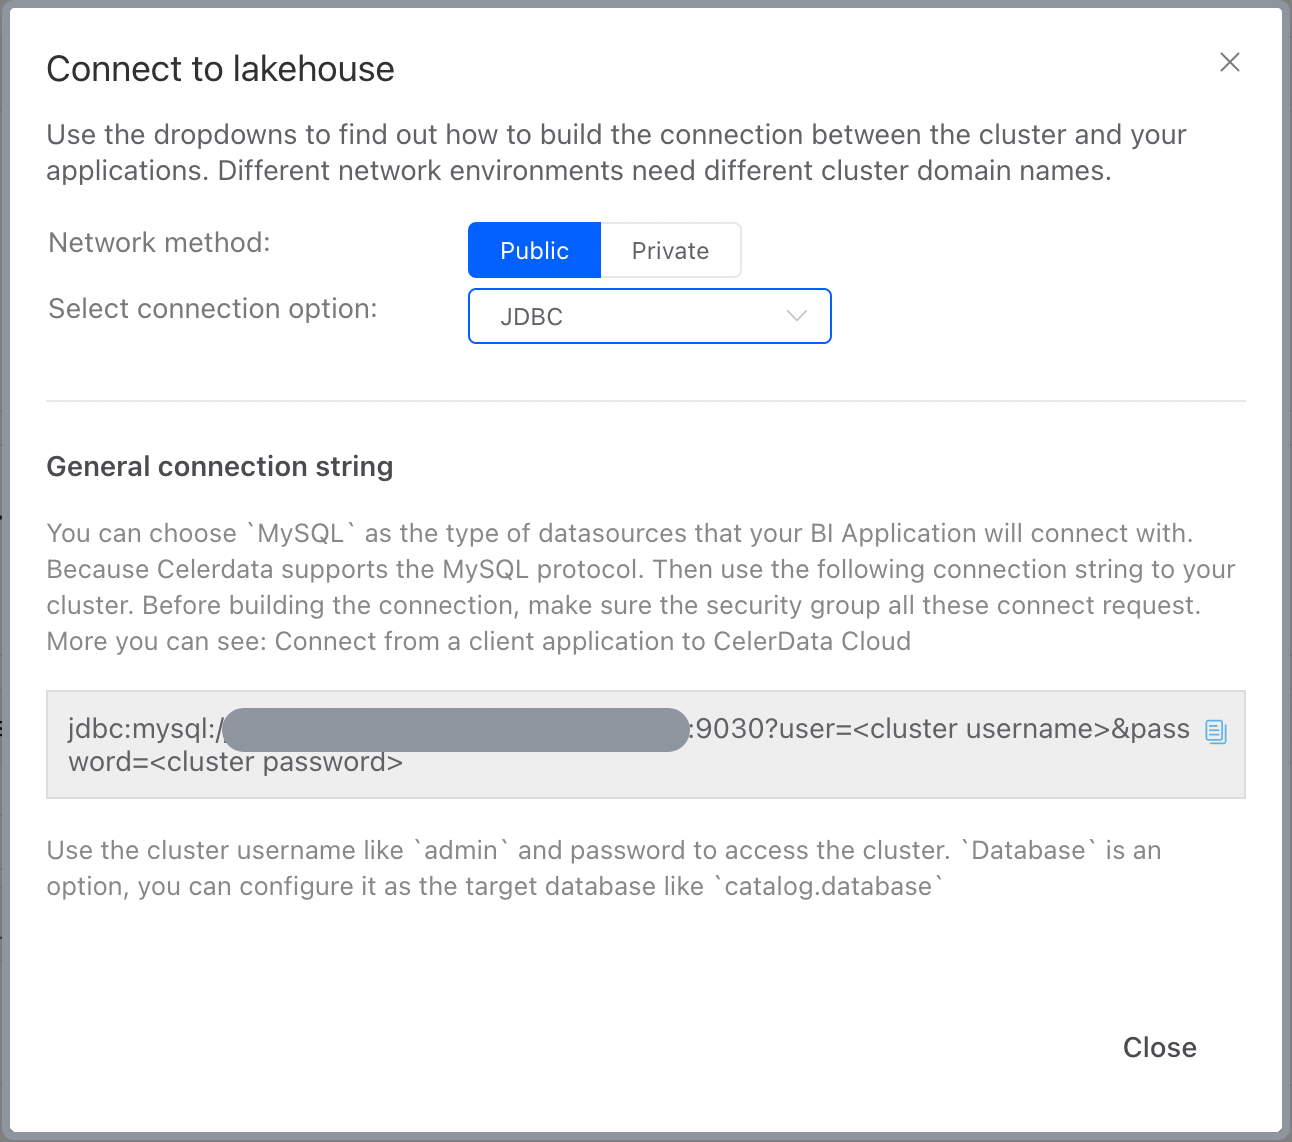 Connect to lakehouse
Use the dropdowns to find out how to build the connection between the cluster and your
applications. Different network environments need different cluster domain names.
Network method:
Public
Private
Select connection option:
JDBC
General connection string
You can choose `MySQL` as the type of datasources that your BI Application will connect with.
Because Celerdata supports the MySQL protocol. Then use the following connection string to your
cluster. Before building the connection, make sure the security group all these connect request.
More you can see: Connect from a client application to CelerData Cloud
jdbc:mysql:/ :9030?user=<cluster username>&pass
word=<cluster password>
Use the cluster username like `admin` and password to access the cluster. `Database` is an
option, you can configure it as the target database like `catalog.database`
Close